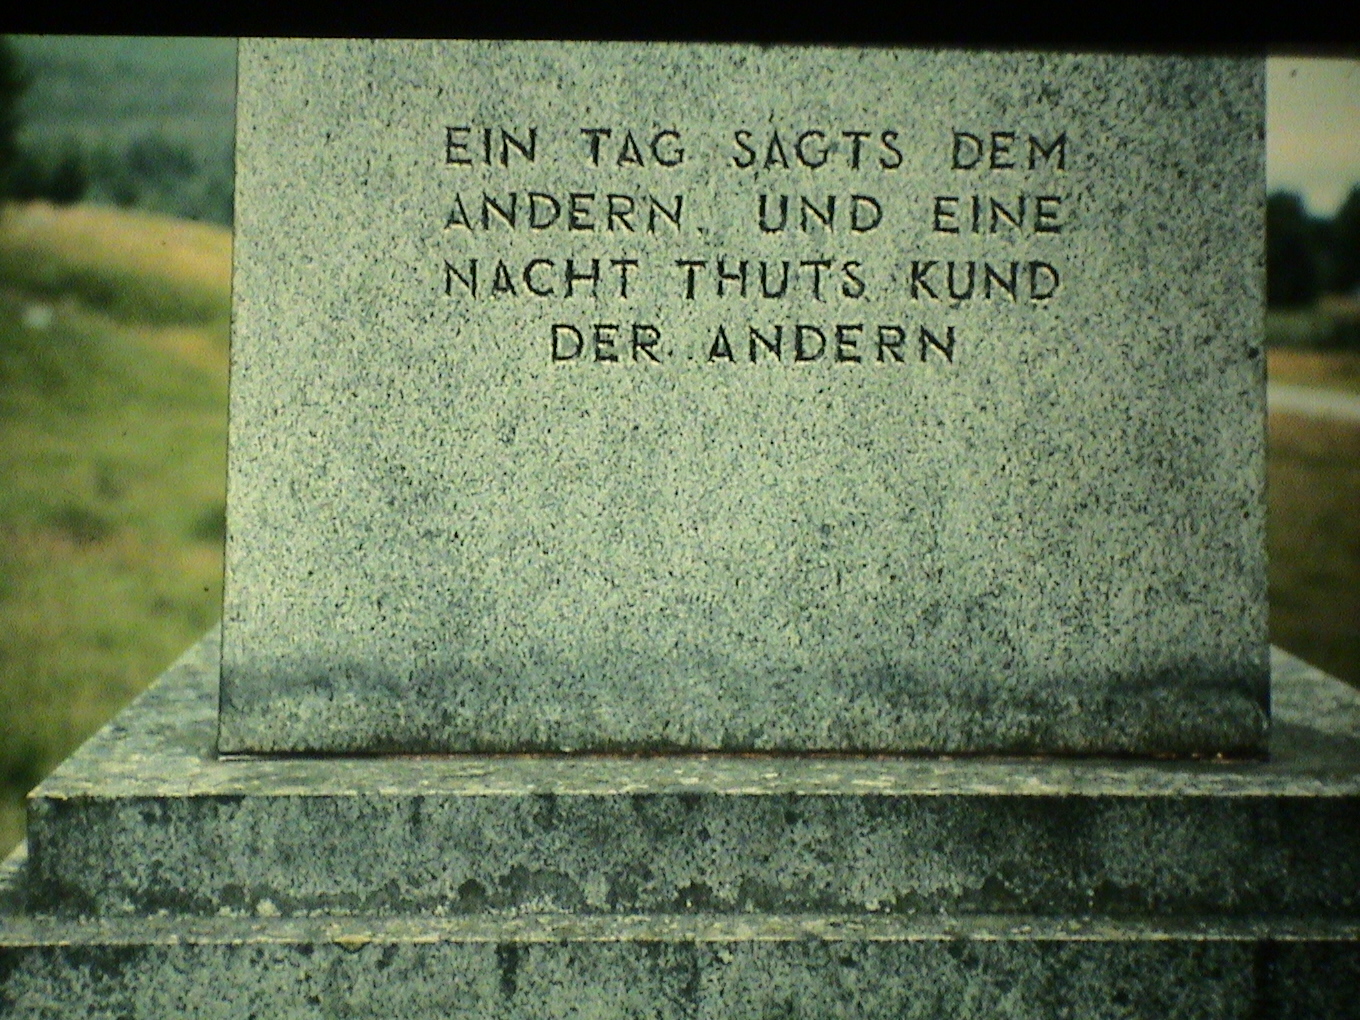 EIN TAG SAGTS DEM
ANDERN, UND EINE
NACHT THUTS KUND
DER ANDERN